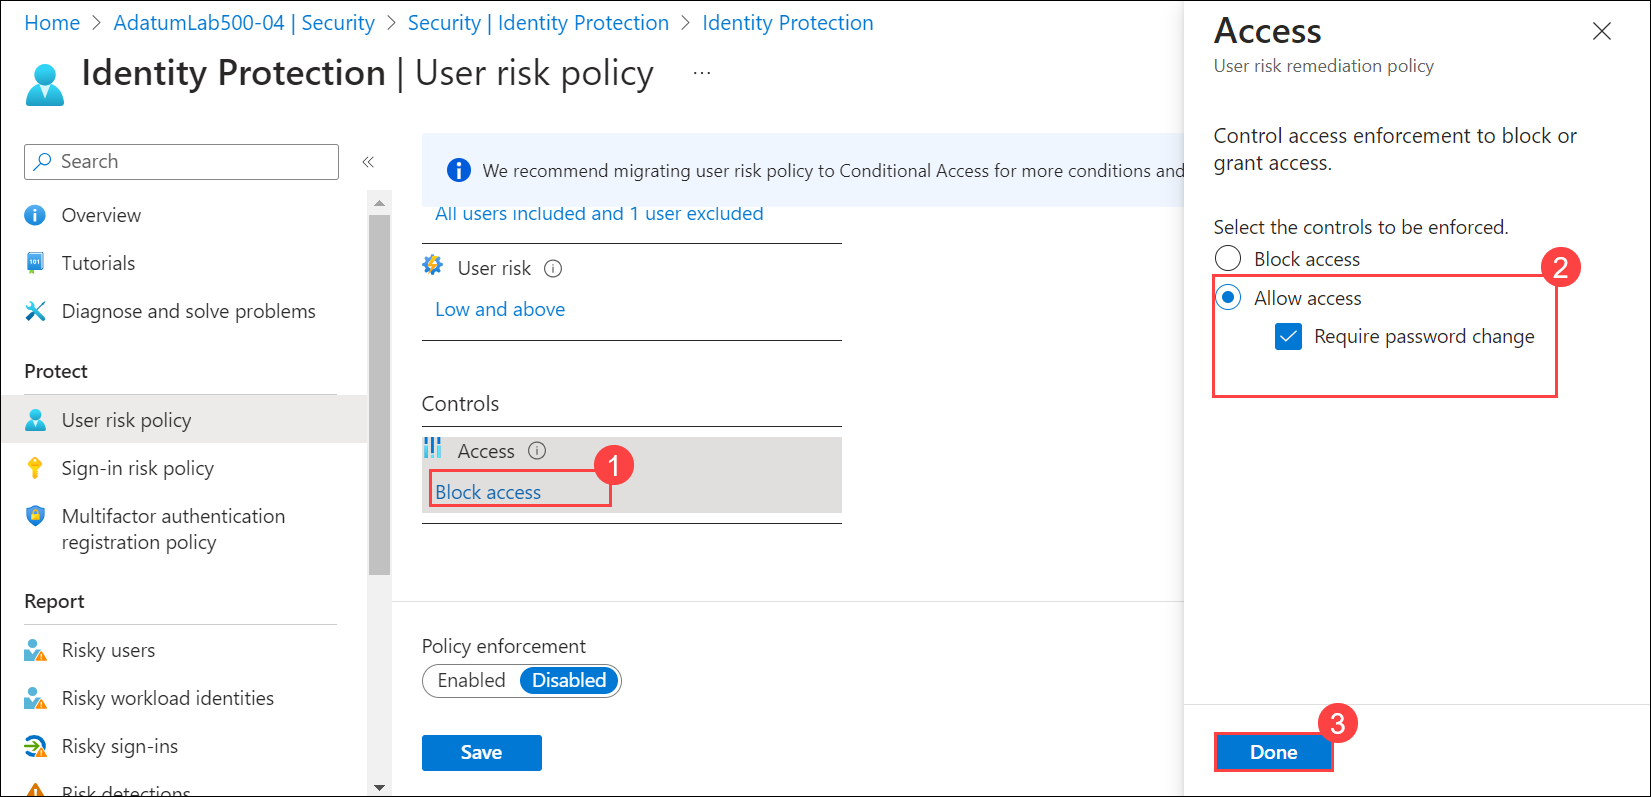 Home > AdatumLab500-04 | Security > Security | Identity Protection > Identity Protection
Identity Protection | User risk policy ...
Search «
Overview
Tutorials
Diagnose and solve problems
Protect
User risk policy
Sign-in risk policy
Multifactor authentication
registration policy
Report
Risky users
Risky workload identities
Risky sign-ins
Risk detections
We recommend migrating user risk policy to Conditional Access for more conditions and
All users included and 1 user excluded
User risk
Low and above
Controls
Access
1
Block access
Policy enforcement
Enabled Disabled
Save
Access
User risk remediation policy
Control access enforcement to block or
grant access.
Select the controls to be enforced.
Block access
2
Allow access
Require password change
3
Done